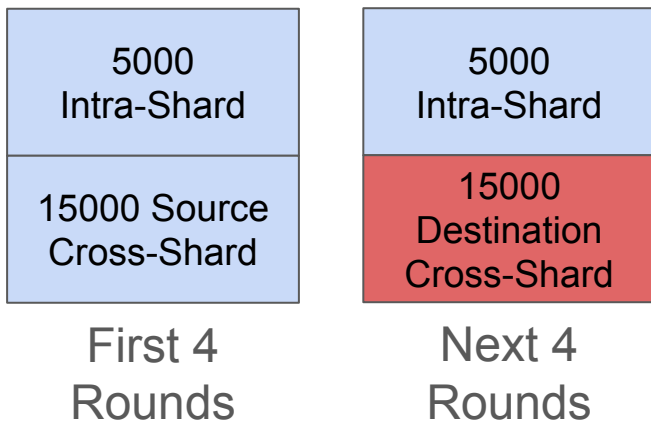 5000
Intra-Shard
15000 Source
Cross-Shard
First 4
Rounds
5000
Intra-Shard
15000
Destination
Cross-Shard
Next 4
Rounds